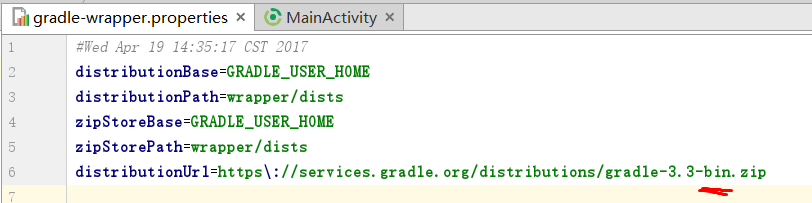 gradle-wrapper.properties × MainActivity ×
1 #Wed Apr 19 14:35:17 CST 2017
2 distributionBase=GRADLE_USER_HOME
3 distributionPath=wrapper/dists
4 zipStoreBase=GRADLE_USER_HOME
5 zipStorePath=wrapper/dists
6 distributionUrl=https\://services.gradle.org/distributions/gradle-3.3-bin.zip
7